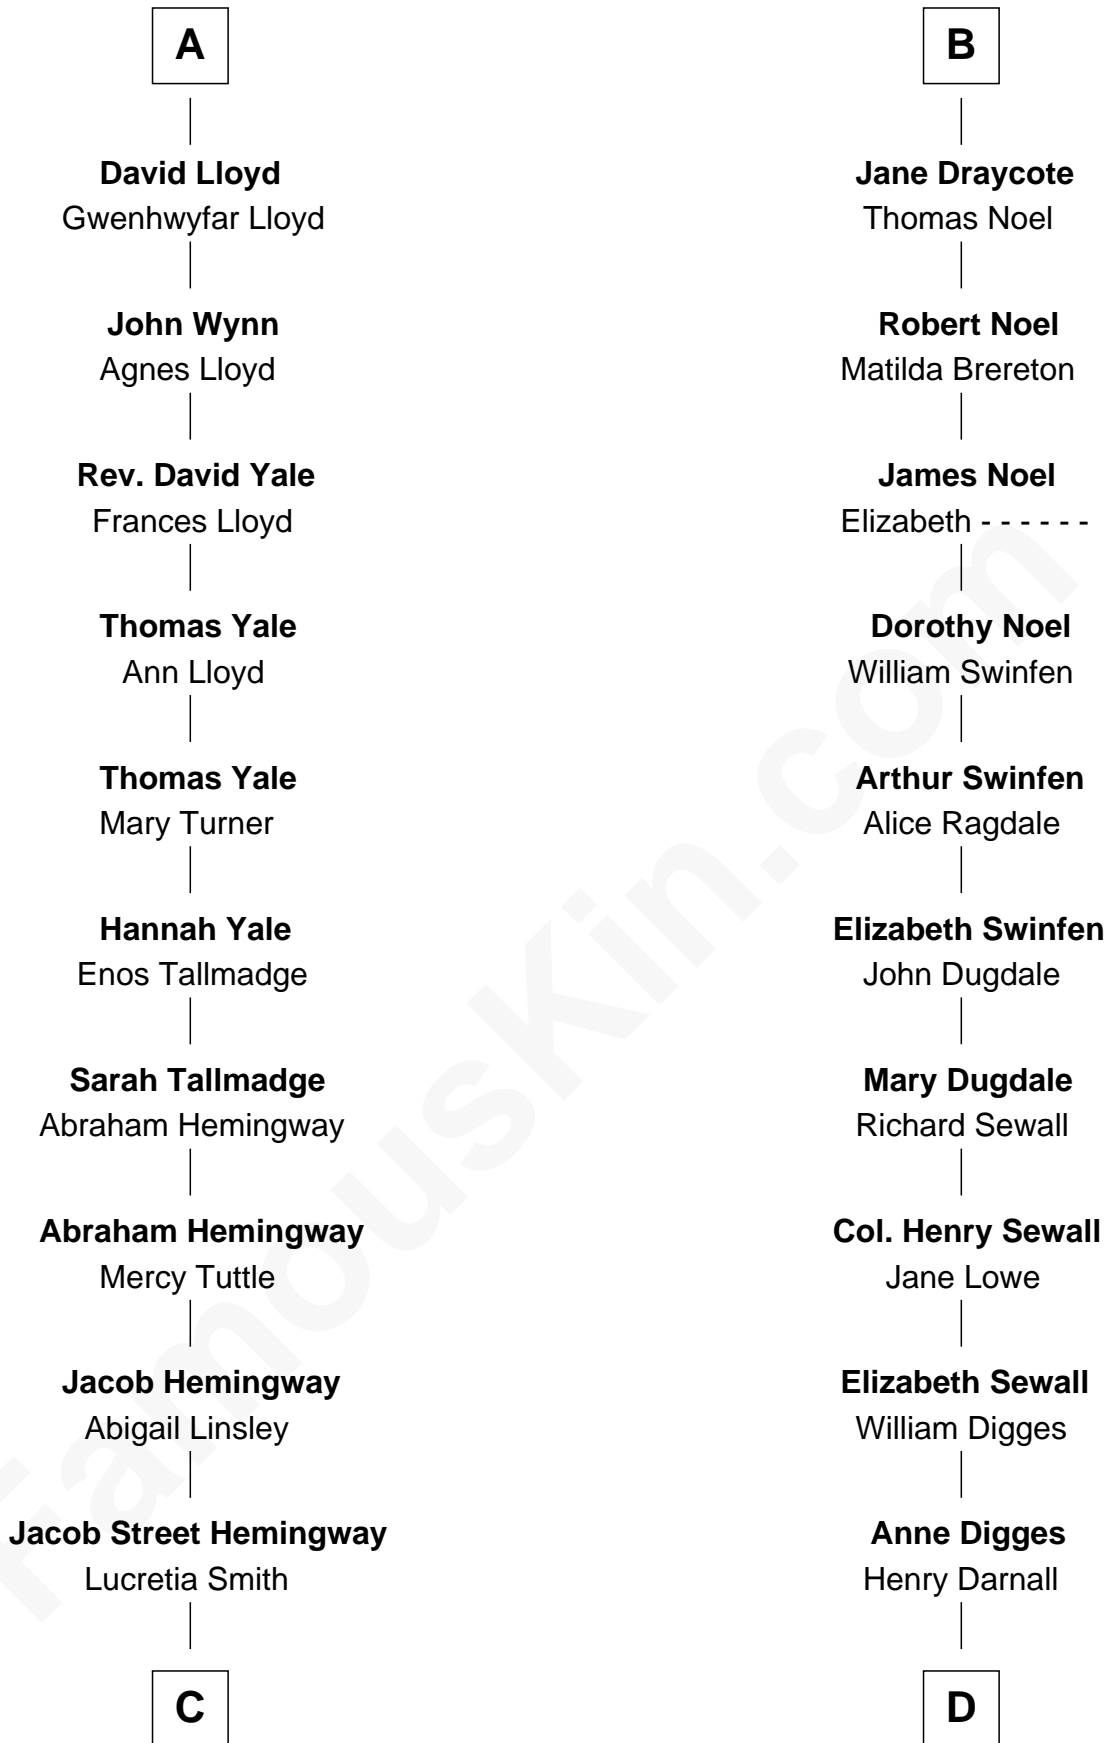 A
David Lloyd
Gwenhwyfar Lloyd
John Wynn
Agnes Lloyd
Rev. David Yale
Frances Lloyd
Thomas Yale
Ann Lloyd
Thomas Yale
Mary Turner
Hannah Yale
Enos Tallmadge
Sarah Tallmadge
Abraham Hemingway
Abraham Hemingway
Mercy Tuttle
Jacob Hemingway
Abigail Linsley
Jacob Street Hemingway
Lucretia Smith
C
B
Jane Draycote
Thomas Noel
Robert Noel
Matilda Brereton
James Noel
Elizabeth - - - - - -
Dorothy Noel
William Swinfen
Arthur Swinfen
Alice Ragdale
Elizabeth Swinfen
John Dugdale
Mary Dugdale
Richard Sewall
Col. Henry Sewall
Jane Lowe
Elizabeth Sewall
William Digges
Anne Digges
Henry Darnall
D
FamousKin.com